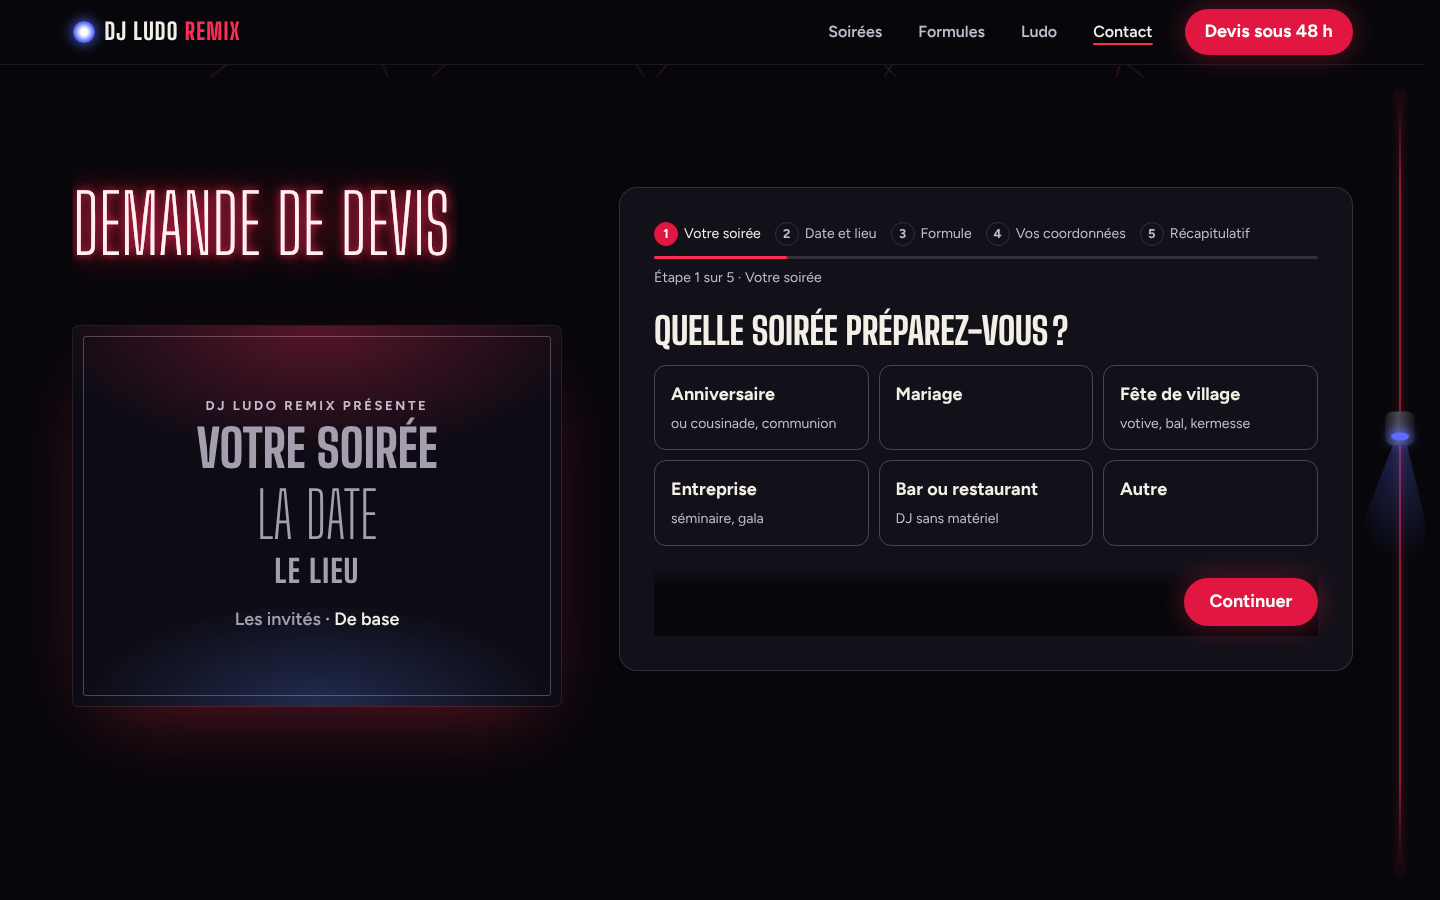 DJ LUDO REMIX
Soirées
Formules
Ludo
Contact
Devis sous 48 h
DEMANDE DE DEVIS
DJ LUDO REMIX PRÉSENTE
VOTRE SOIRÉE
LA DATE
LE LIEU
Les invités · De base
1 Votre soirée
2 Date et lieu
3 Formule
4 Vos coordonnées
5 Récapitulatif
Étape 1 sur 5 · Votre soirée
QUELLE SOIRÉE PRÉPAREZ-VOUS ?
Anniversaire
ou cousinade, communion
Mariage
Fête de village
votive, bal, kermesse
Entreprise
séminaire, gala
Bar ou restaurant
DJ sans matériel
Autre
Continuer